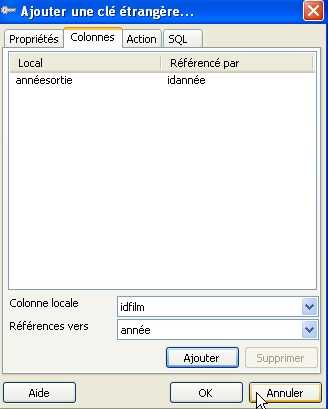 Ajouter une clé étrangère...
Propriétés Colonnes Action SQL
Local Référencé par
annéesortie idannée
Colonne locale idfilm
Références vers année
Ajouter Supprimer
Aide OK Annuler